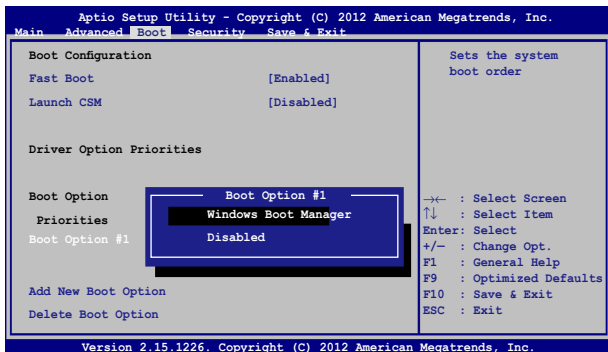 Aptio Setup Utility - Copyright (C) 2012 American Megatrends, Inc.
Main Advanced Boot Security Save & Exit
Boot Configuration
Fast Boot [Enabled]
Launch CSM [Disabled]
Driver Option Priorities
Boot Option
Priorities
Boot Option #1
Boot Option #1
Windows Boot Manager
Disabled
Add New Boot Option
Delete Boot Option
Sets the system
boot order
→← : Select Screen
↑↓ : Select Item
Enter: Select
+/— : Change Opt.
F1 : General Help
F9 : Optimized Defaults
F10 : Save & Exit
ESC : Exit
Version 2.15.1226. Copyright (C) 2012 American Megatrends, Inc.